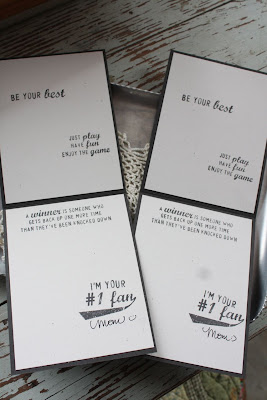 BE YOUR best
JUST play
HAVE fun
ENJOY THE game
A winner IS SOMEONE WHO
GETS BACK UP ONE MORE TIME
THAN THEY'VE BEEN KNOCKED DOWN
I'M YOUR
#1 fan
Mom
BE YOUR best
JUST play
HAVE fun
ENJOY THE game
A winner IS SOMEONE WHO
GETS BACK UP ONE MORE TIME
THAN THEY'VE BEEN KNOCKED DOWN
I'M YOUR
#1 fan
Mom